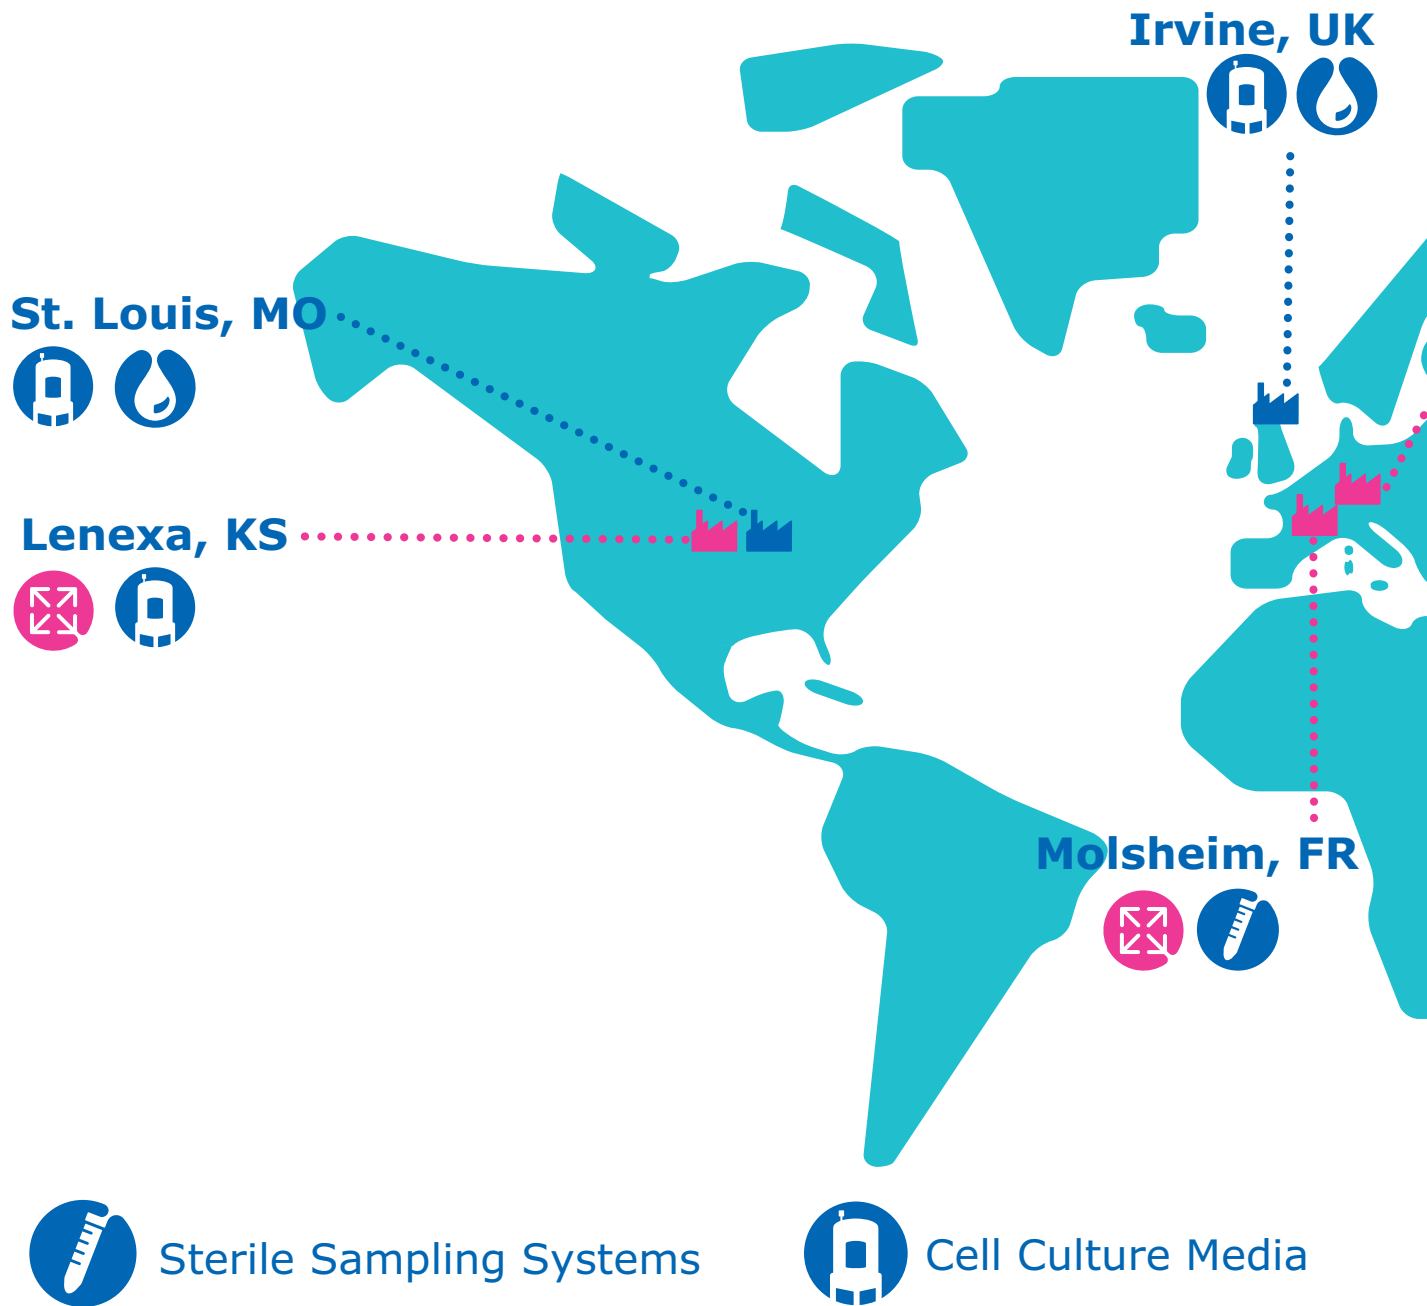 Irvine, UK
St. Louis, MO
Lenexa, KS
Molsheim, FR
Sterile Sampling Systems
Cell Culture Media